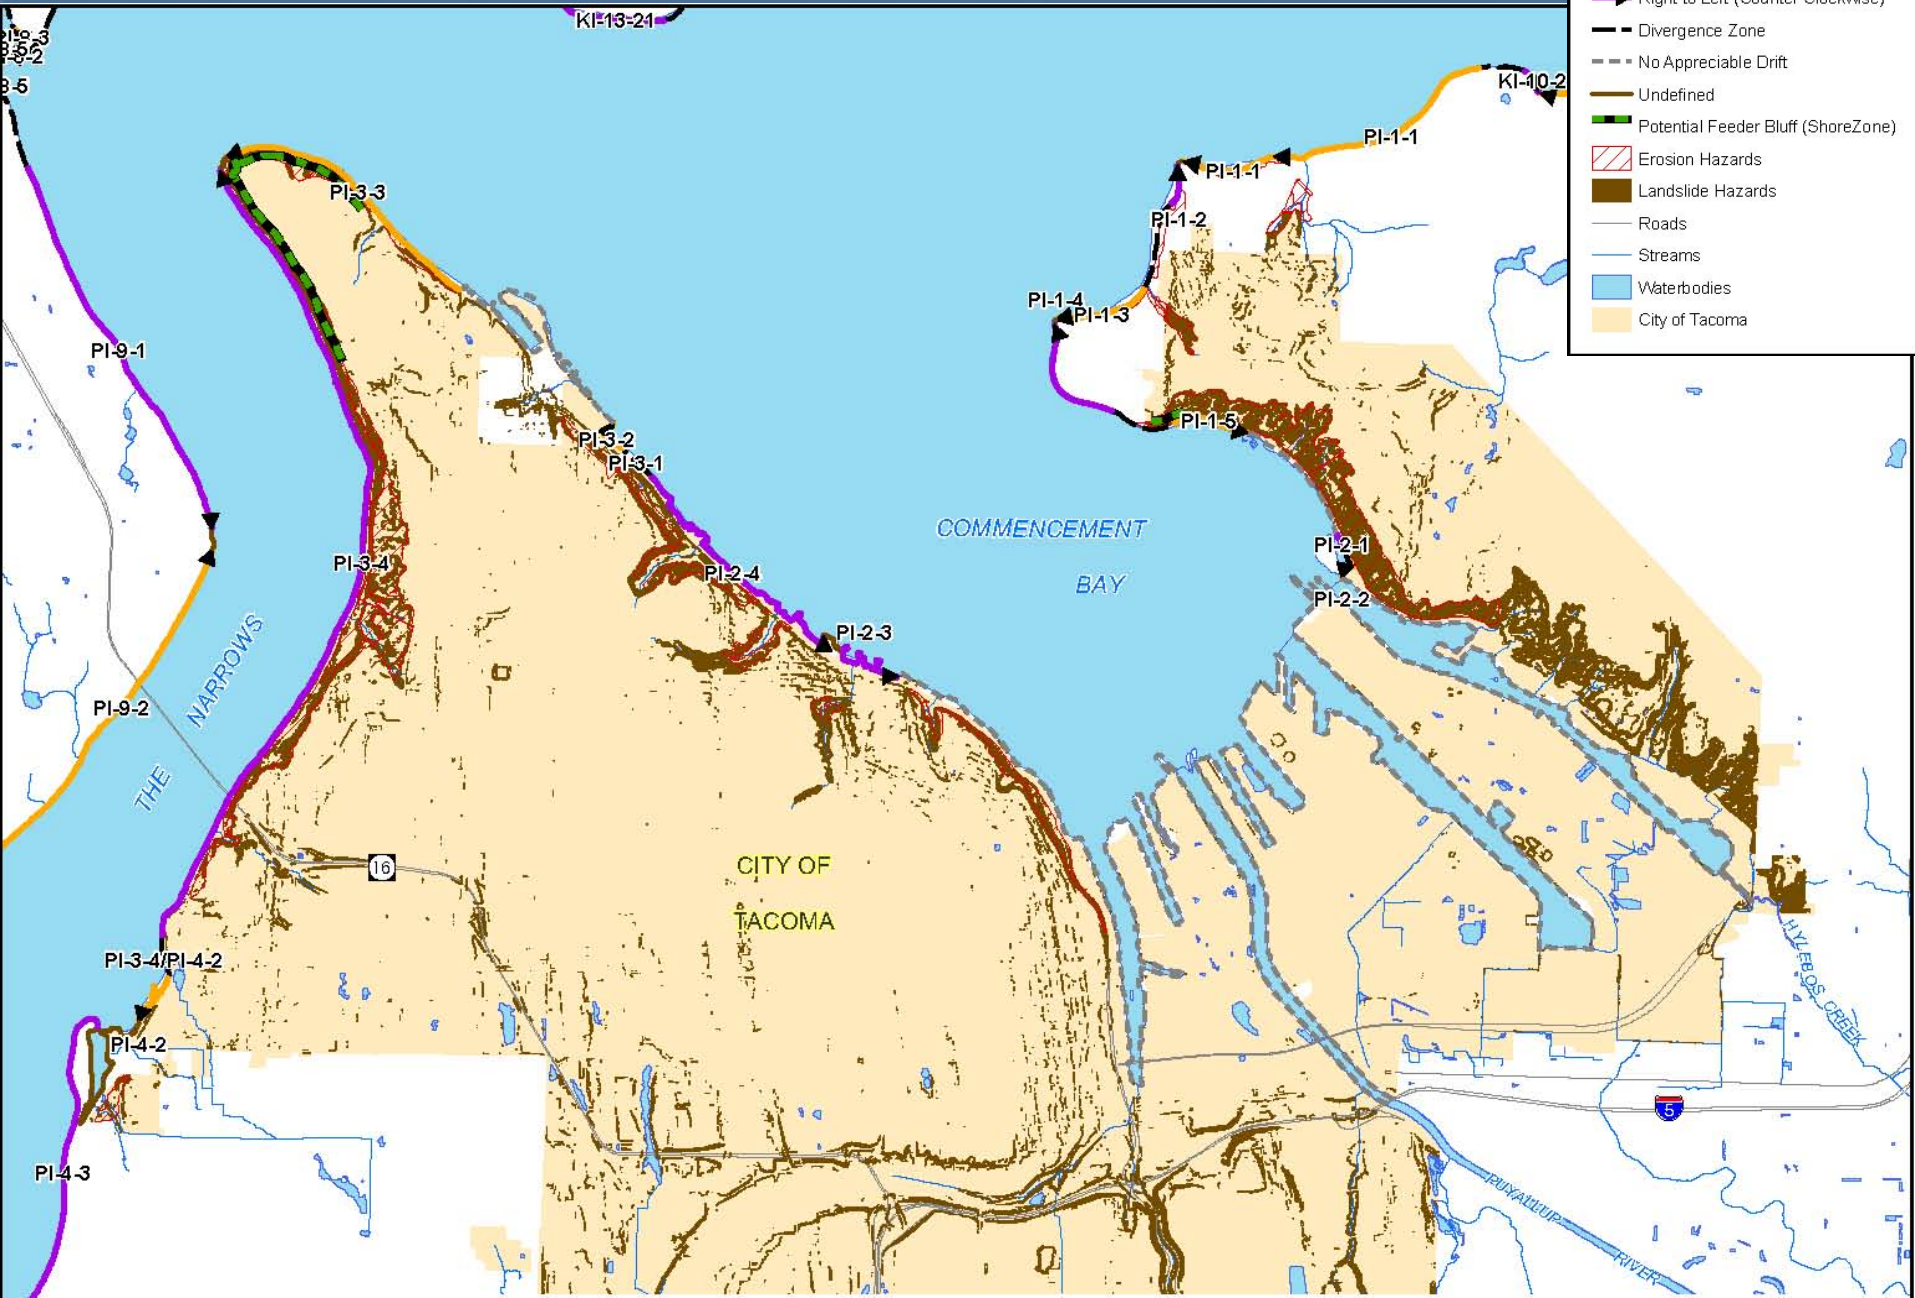 KI-13-21
Right to Left (Counter Clockwise)
Divergence Zone
No Appreciable Drift
Undefined
Potential Feeder Bluff (ShoreZone)
Erosion Hazards
Landslide Hazards
Roads
Streams
Waterbodies
City of Tacoma
KI-10-2
PI-1-1
PI-1-1
PI-3-3
PI-1-2
PI-1-4
PI-1-3
PI-9-1
PI-1-5
PI-3-2
PI-3-1
COMMENCEMENT
BAY
PI-2-1
PI-3-4
PI-2-4
PI-2-2
PI-2-3
THE NARROWS
PI-9-2
16
CITY OF
TACOMA
PI-3-4/PI-4-2
HYLEBOS CREEK
PI-4-2
5
PI-4-3
PUYALLUP RIVER